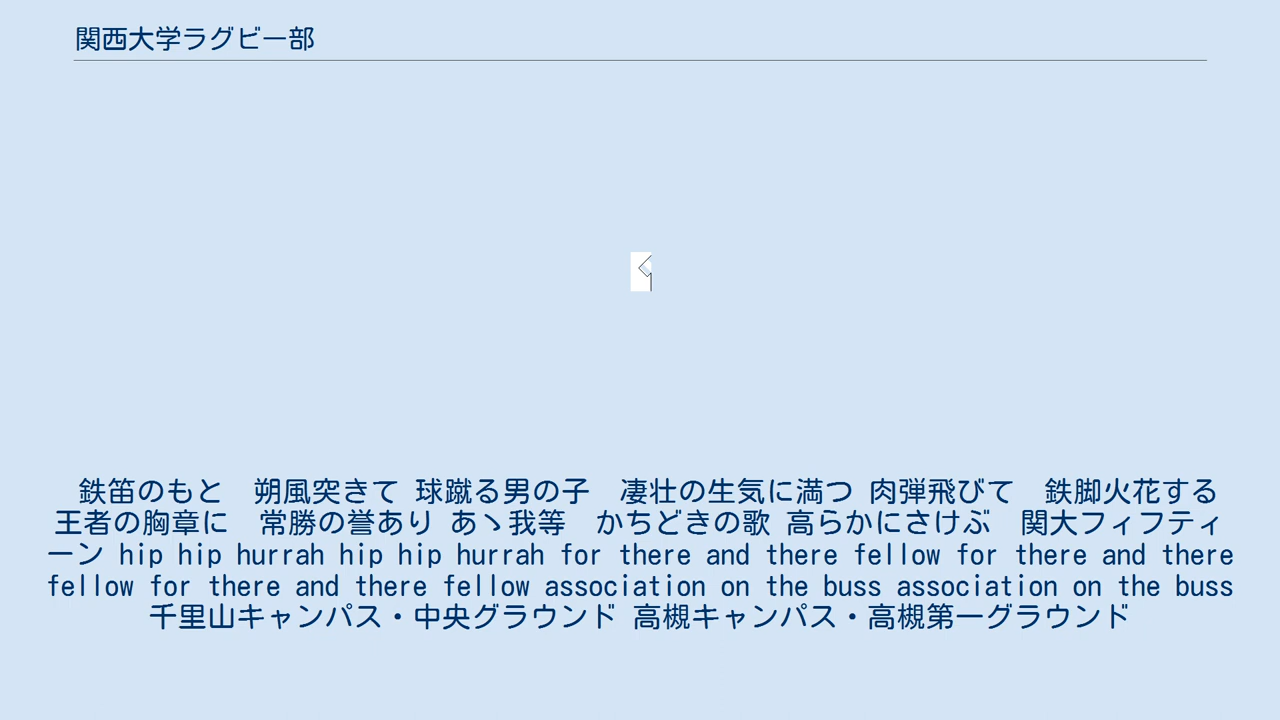 関西大学ラグビー部
鉄笛のもと　朔風突きて 球蹴る男の子　凄壮の生気に満つ 肉弾飛びて　鉄脚火花する
王者の胸章に　常勝の誉あり あゝ我等　かちどきの歌 高らかにさけぶ　関大フィフティ
ーン hip hip hurrah hip hip hurrah for there and there fellow for there and there
fellow for there and there fellow association on the buss association on the buss
千里山キャンパス・中央グラウンド 高槻キャンパス・高槻第一グラウンド